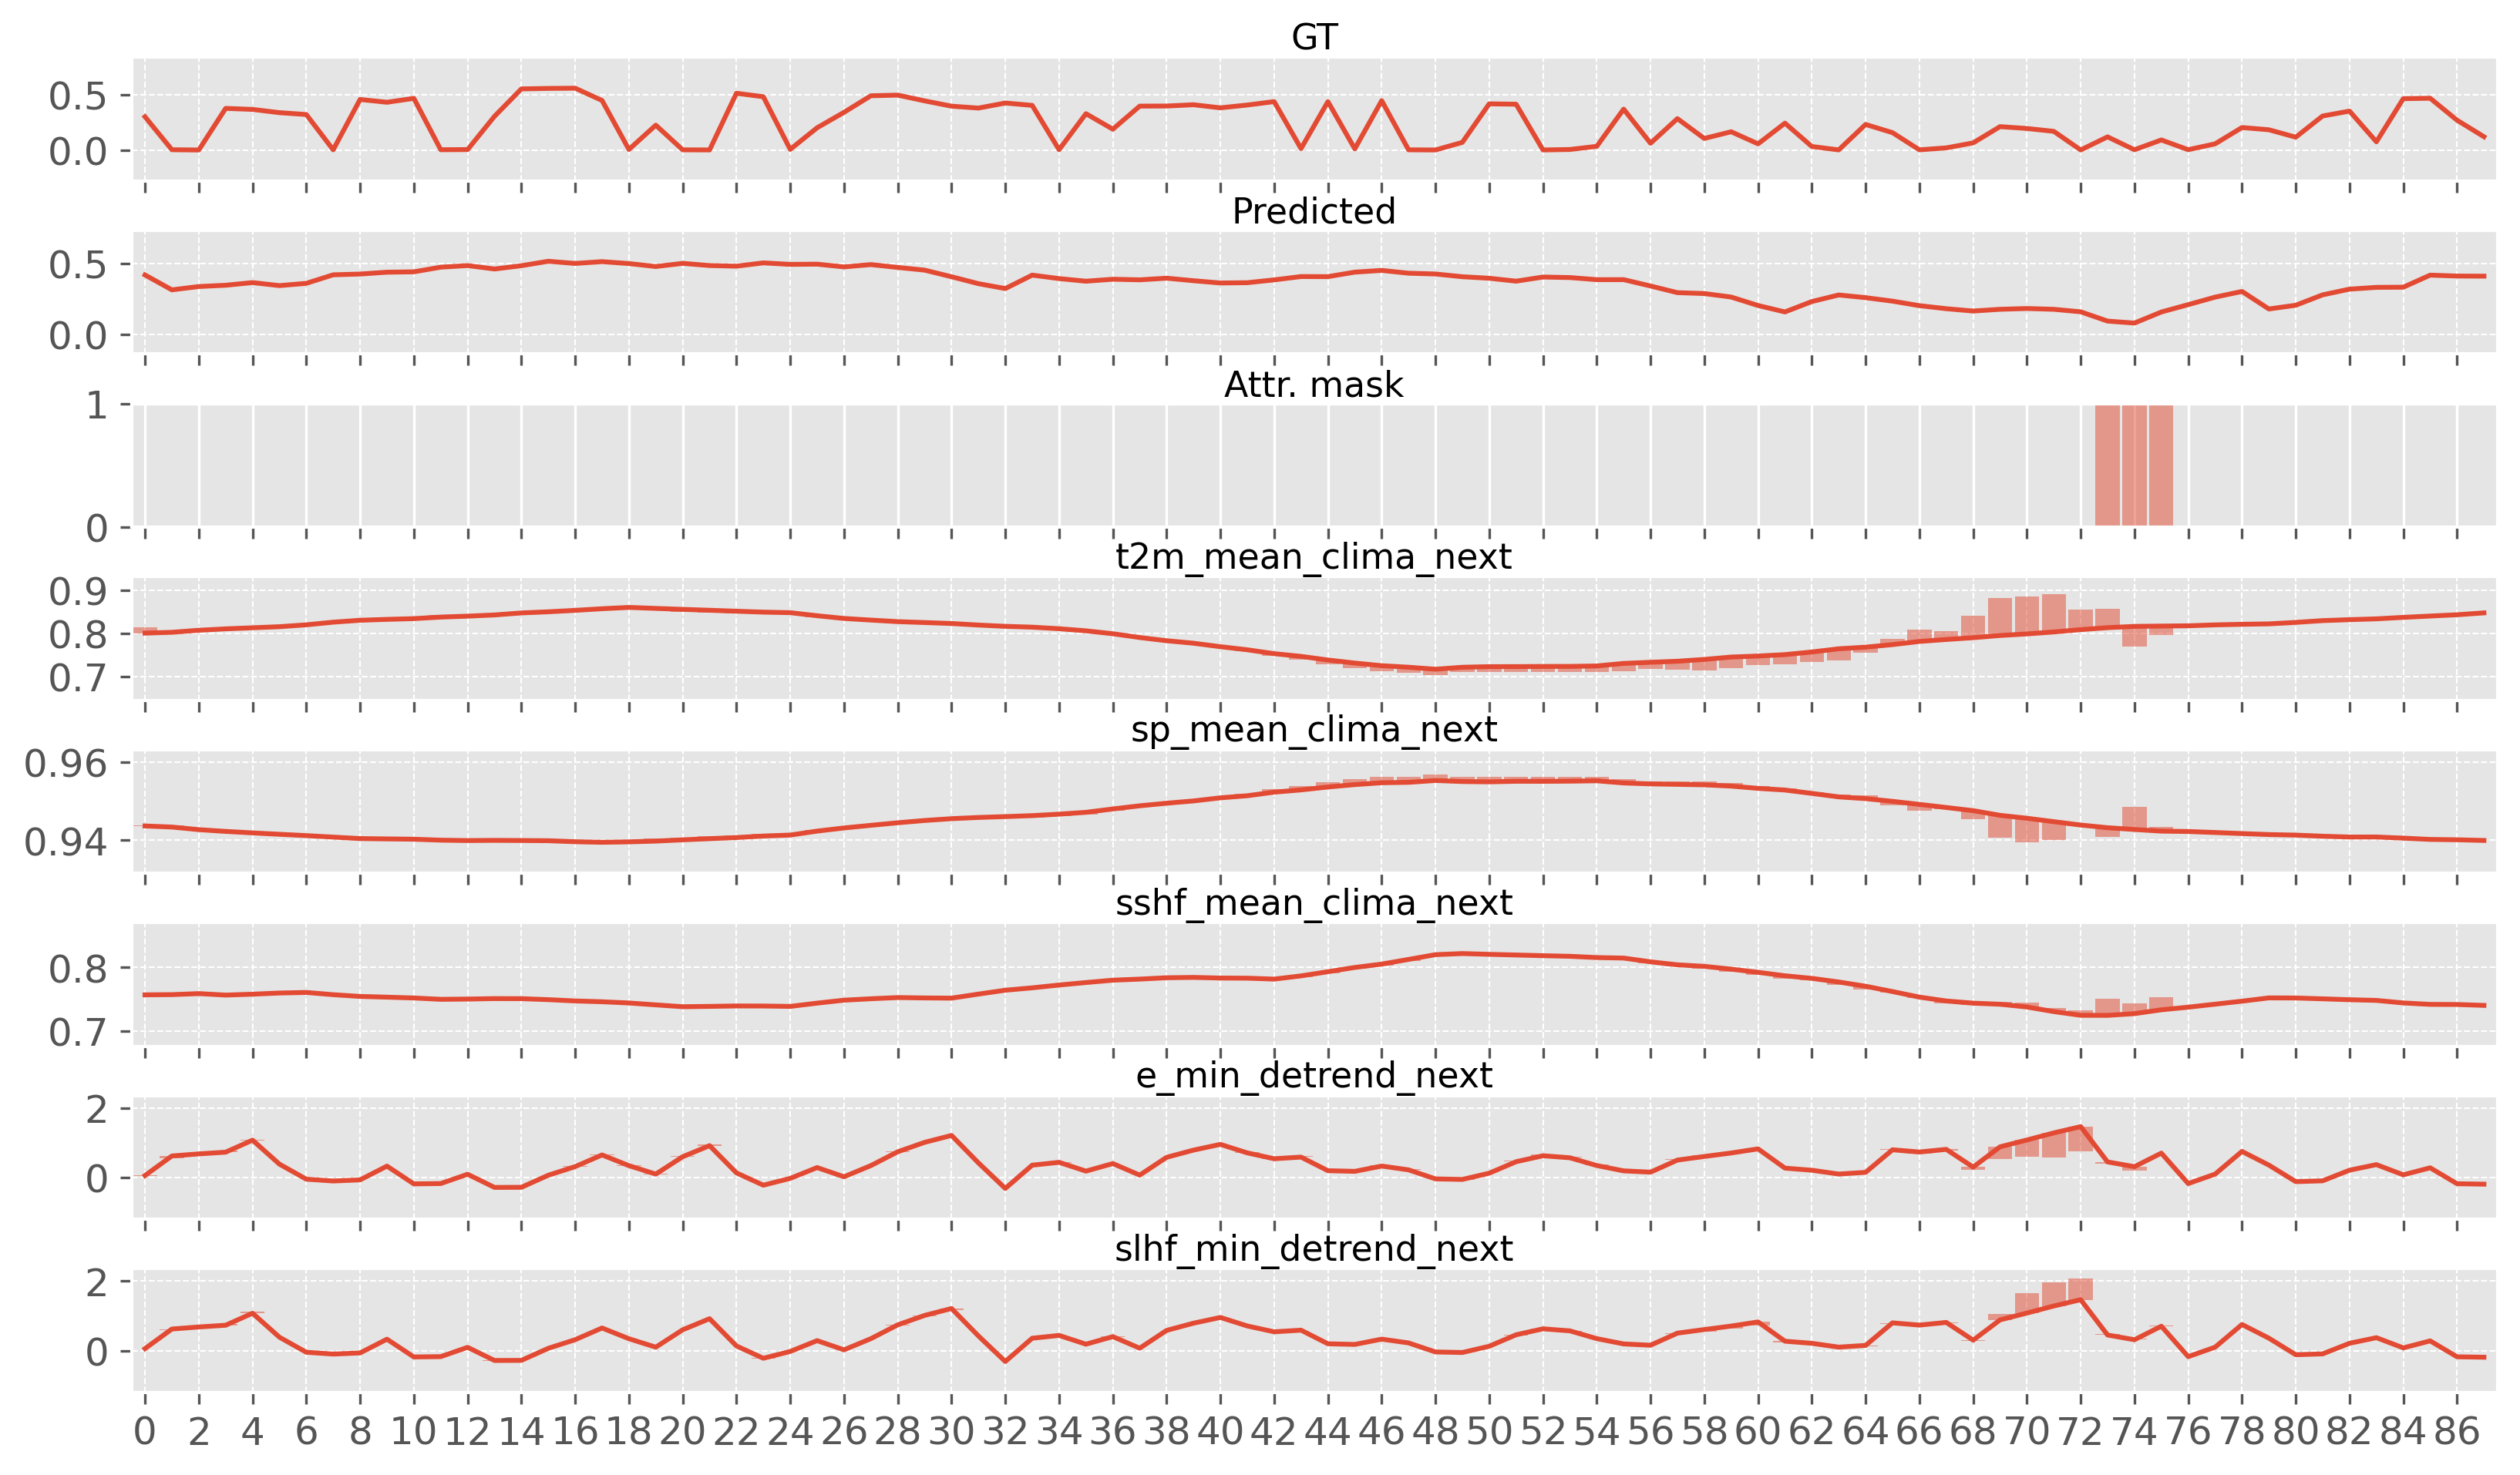 GT
0.5
0.0
Predicted
0.5
0.0
Attr. mask
1
0
t2m_mean_clima_next
0.9
0.8
0.7
sp_mean_clima_next
0.96
0.94
sshf_mean_clima_next
0.8
0.7
e_min_detrend_next
2
0
slhf_min_detrend_next
2
0
0 2 4 6 8 10 12 14 16 18 20 22 24 26 28 30 32 34 36 38 40 42 44 46 48 50 52 54 56 58 60 62 64 66 68 70 72 74 76 78 80 82 84 86